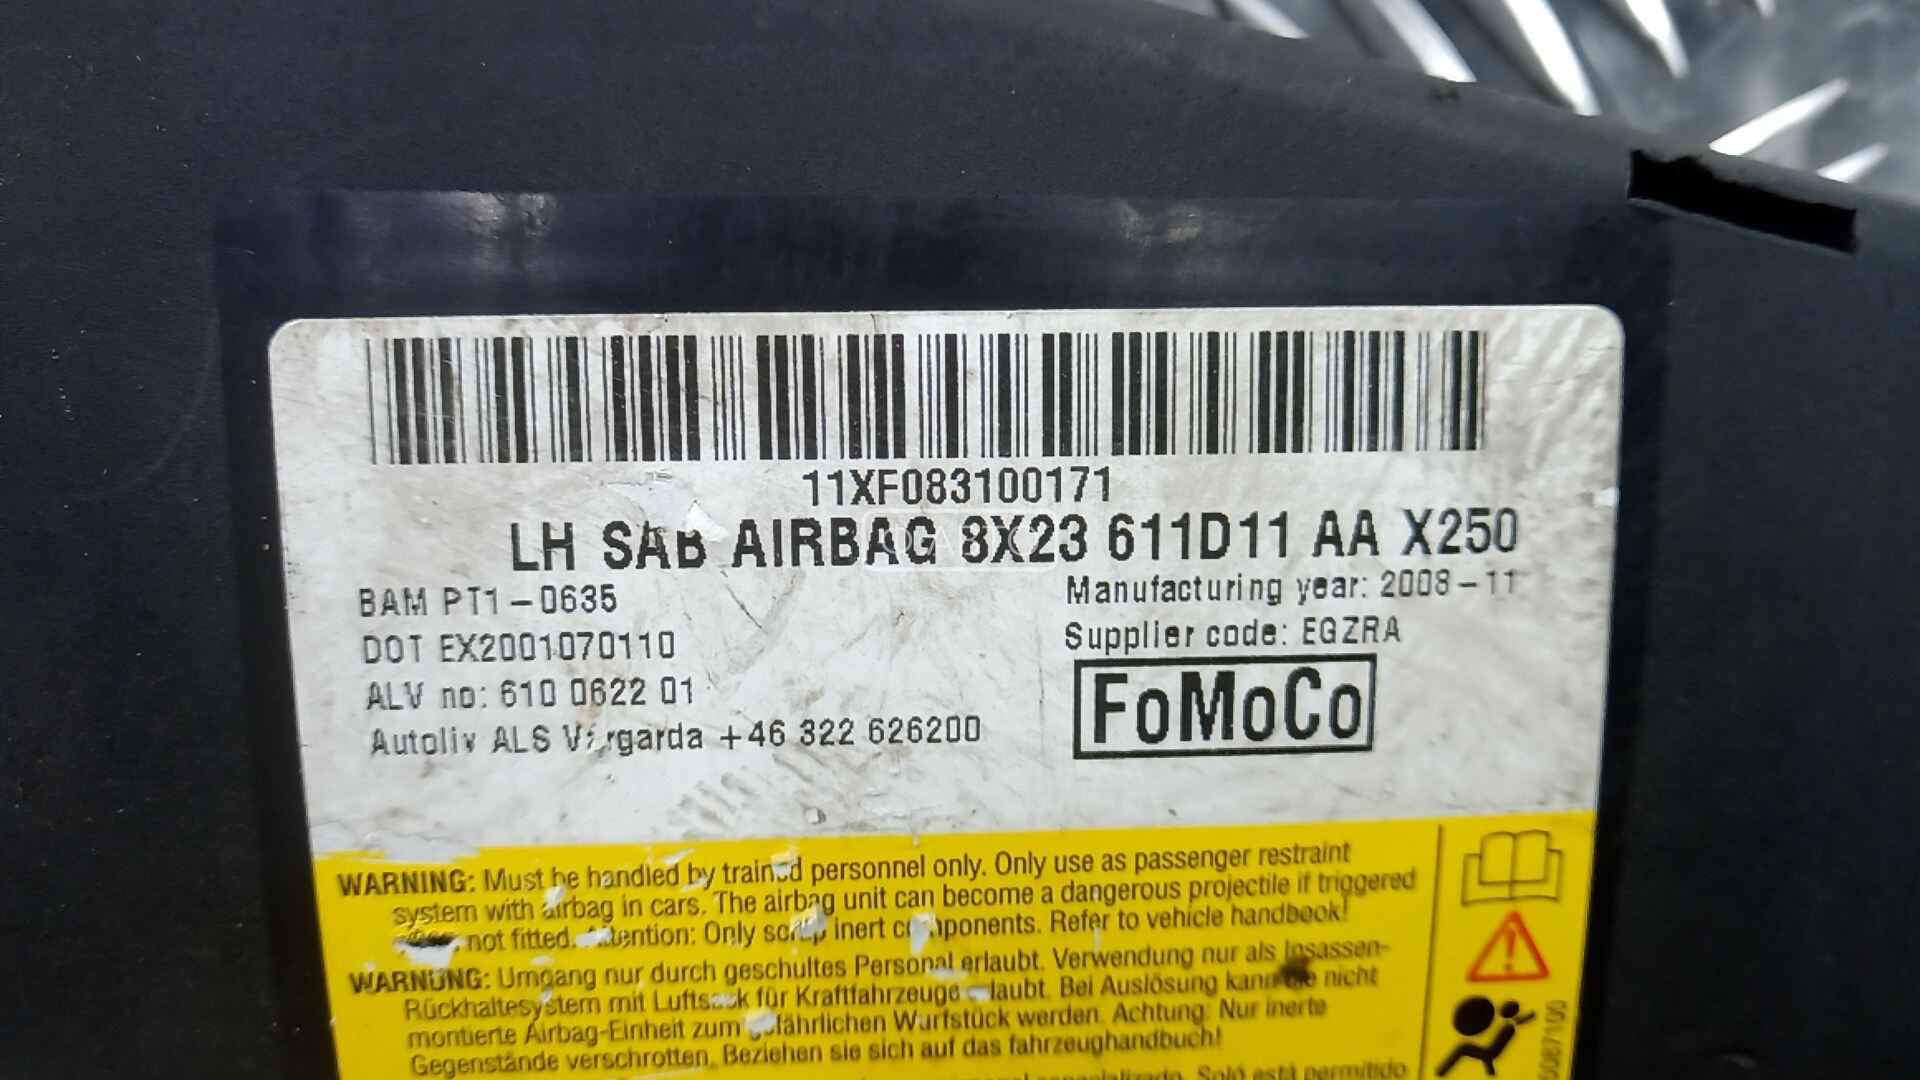 11XF083100171
LH SAB AIRBAG 8X23 611D11 AA X250
BAM PT1-0635
Manufacturing year: 2008-11
DOT EX2001070110
Supplier code: EGZRA
ALV no: 610 0622 01
FoMoCo
Autoliv ALS Vårgarda +46 322 626200
WARNING: Must be handled by trained personnel only. Only use as passenger restraint
system with airbag in cars. The airbag unit can become a dangerous projectile if triggered
not fitted. Attention: Only scrap inert components. Refer to vehicle handbook!
WARNUNG: Umgang nur durch geschultes Personal erlaubt. Verwendung nur als Insassen-
Rückhaltesystem mit Luftsack für Kraftfahrzeuge erlaubt. Bei Auslösung kann die nicht
montierte Airbag-Einheit zum gefährlichen Wurfstück werden. Achtung: Nur inerte
Gegenstände verschrotten. Beziehen sie sich auf das fahrzeughandbuch!
especializado. Solo está permitido